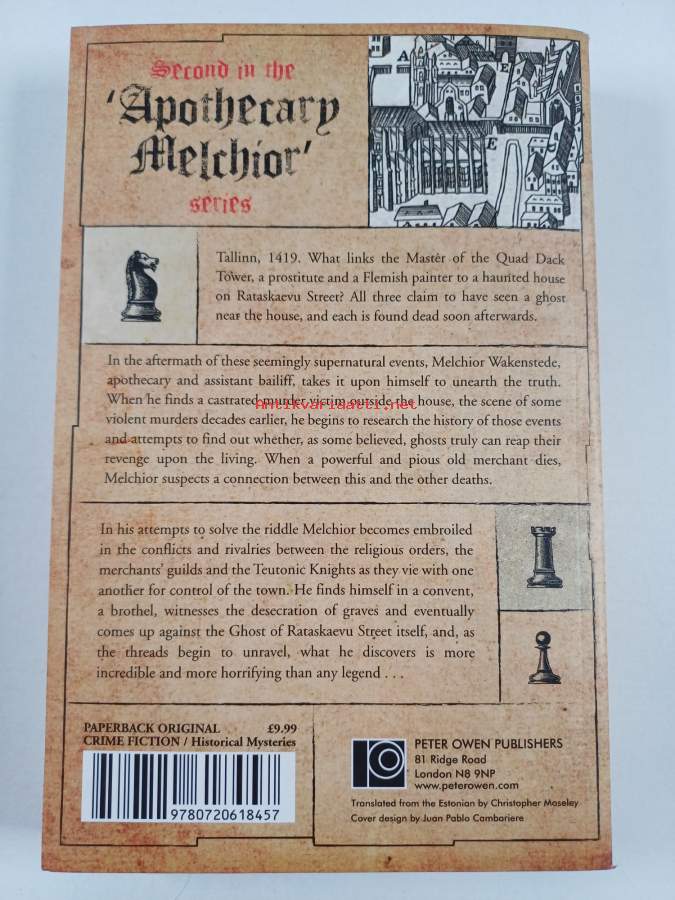 Second in the
'Apothecary
Melchior'
series
A
E
E
Tallinn, 1419. What links the Master of the Quad Dack
Tower, a prostitute and a Flemish painter to a haunted house
on Rataskaevu Street? All three claim to have seen a ghost
near the house, and each is found dead soon afterwards.
In the aftermath of these seemingly supernatural events, Melchior Wakenstede,
apothecary and assistant bailiff, takes it upon himself to unearth the truth.
When he finds a castrated murder victim outside the house, the scene of some
antikvariaatti.net
violent murders decades earlier, he begins to research the history of those events
and attempts to find out whether, as some believed, ghosts truly can reap their
revenge upon the living. When a powerful and pious old merchant dies,
Melchior suspects a connection between this and the other deaths.
In his attempts to solve the riddle Melchior becomes embroiled
in the conflicts and rivalries between the religious orders, the
merchants' guilds and the Teutonic Knights as they vie with one
another for control of the town. He finds himself in a convent,
a brothel, witnesses the desecration of graves and eventually
comes up against the Ghost of Rataskaevu Street itself, and, as
the threads begin to unravel, what he discovers is more
incredible and more horrifying than any legend . . .
PAPERBACK ORIGINAL £9.99
CRIME FICTION / Historical Mysteries
9780720618457
PETER OWEN PUBLISHERS
81 Ridge Road
London N8 9NP
www.peterowen.com
Translated from the Estonian by Christopher Moseley
Cover design by Juan Pablo Cambariere